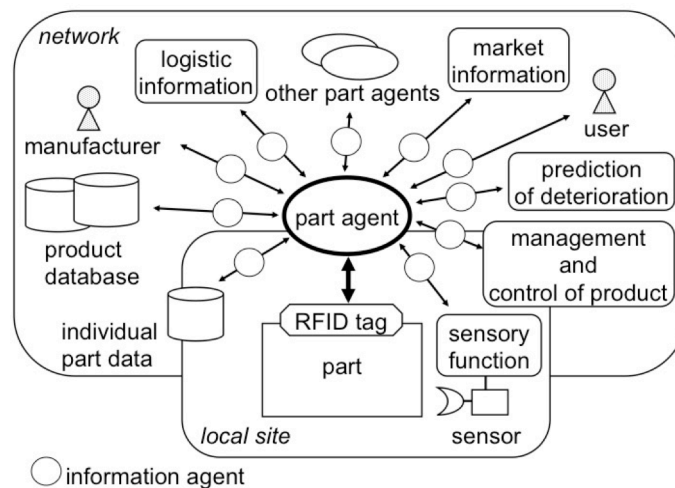 network
logistic
information
other part agents
market
information
user
manufacturer
prediction
of deterioration
part agent
product
database
management
and
control of product
individual
part data
RFID tag
part
sensory
function
local site
sensor
information agent